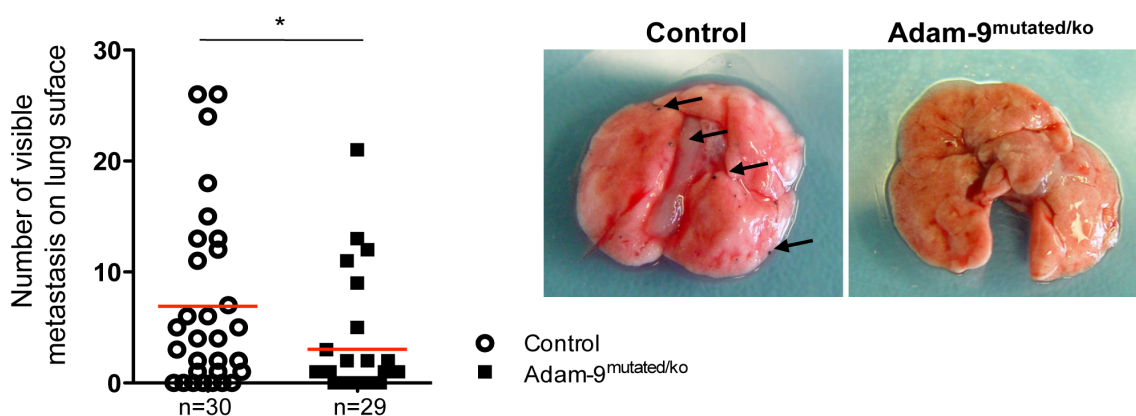 *
Number of visible
metastasis on lung suface
30
20
10
0
n=30
n=29
Control
Adam-9mutated/ko
Control
Adam-9mutated/ko